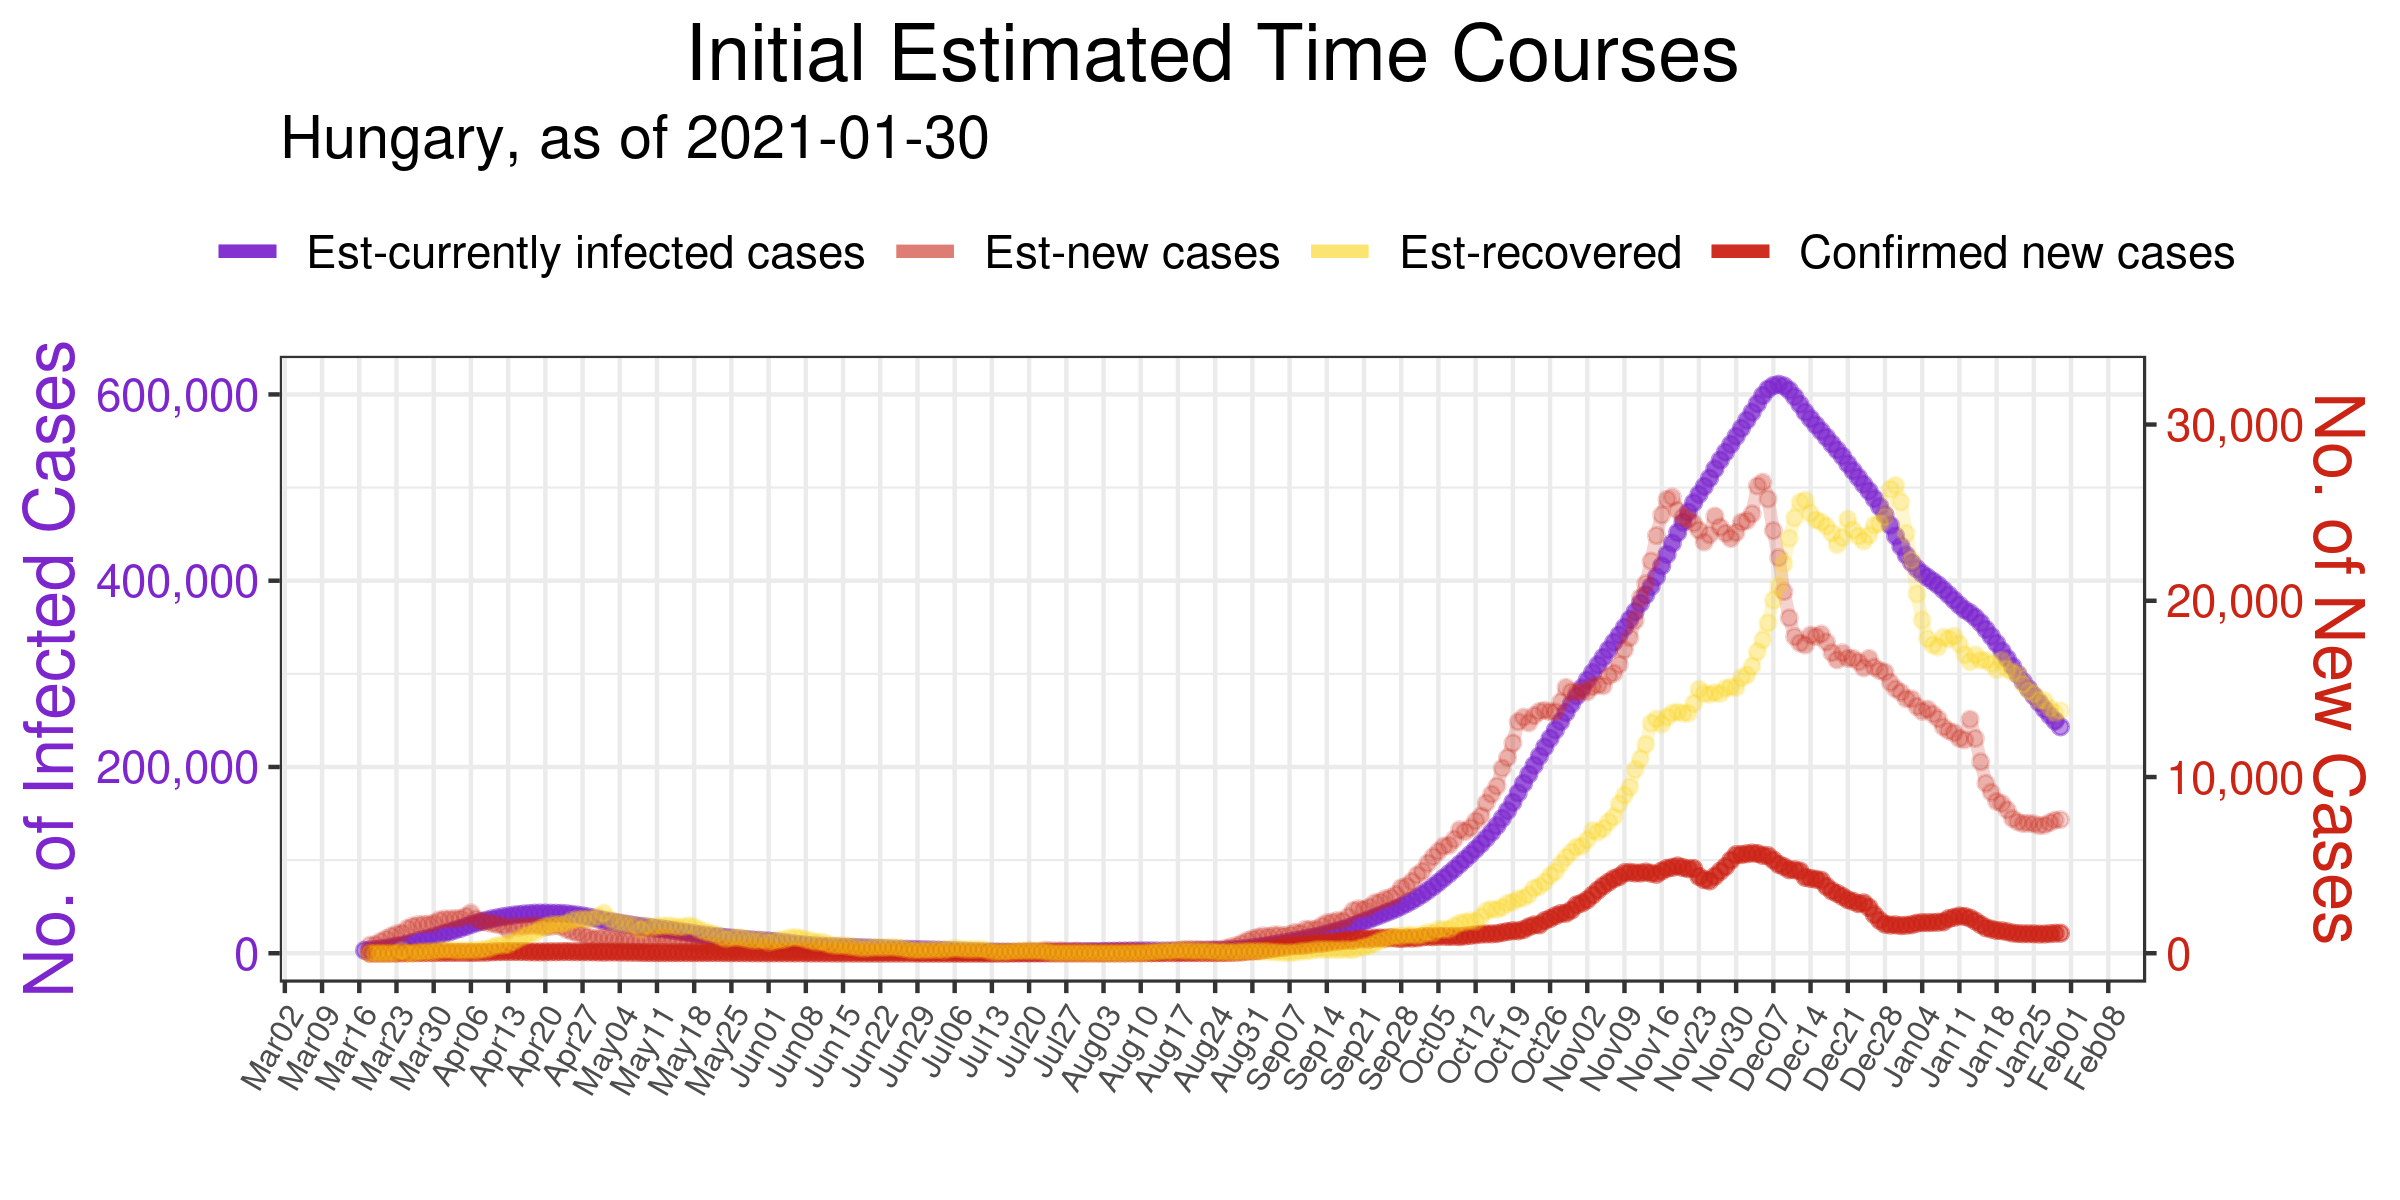 Initial Estimated Time Courses
Hungary, as of 2021-01-30
Est-currently infected cases Est-new cases Est-recovered Confirmed new cases
No. of Infected Cases
600,000
400,000
200,000
0
30,000
20,000
10,000
0
No. of New Cases
Mar02 Mar09 Mar16 Mar23 Mar30 Apr06 Apr13 Apr20 Apr27 May04 May11 May18 May25 Jun01 Jun08 Jun15 Jun22 Jun29 Jul06 Jul13 Jul20 Jul27 Aug03 Aug10 Aug17 Aug24 Aug31 Sep07 Sep14 Sep21 Sep28 Oct05 Oct12 Oct19 Oct26 Nov02 Nov09 Nov16 Nov23 Nov30 Dec07 Dec14 Dec21 Dec28 Jan04 Jan11 Jan18 Jan25 Feb01 Feb08